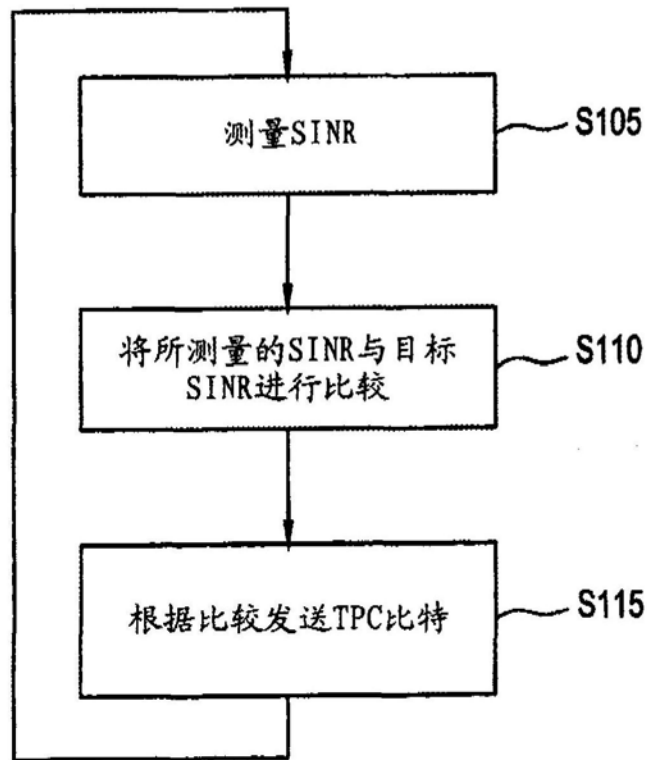 测量SINR
S105
将所测量的SINR与目标
SINR进行比较
S110
根据比较发送TPC比特
S115